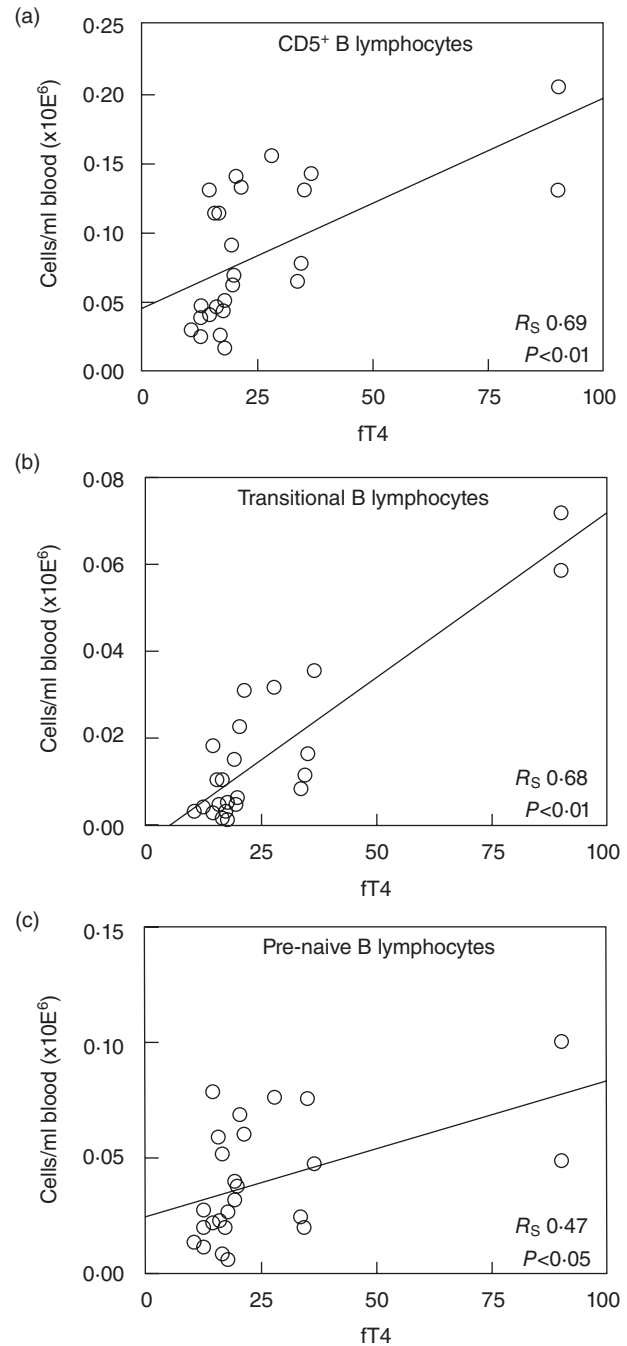 (a)
CD5⁺ B lymphocytes
0·25
0·20
0·15
0·10
0·05
0·00
Cells/ml blood (x10E⁶)
R_S 0·69
P<0·01
0 25 50 75 100
fT4
(b)
Transitional B lymphocytes
0·08
0·06
0·04
0·02
0·00
Cells/ml blood (x10E⁶)
R_S 0·68
P<0·01
0 25 50 75 100
fT4
(c)
Pre-naive B lymphocytes
0·15
0·10
0·05
0·00
Cells/ml blood (x10E⁶)
R_S 0·47
P<0·05
0 25 50 75 100
fT4